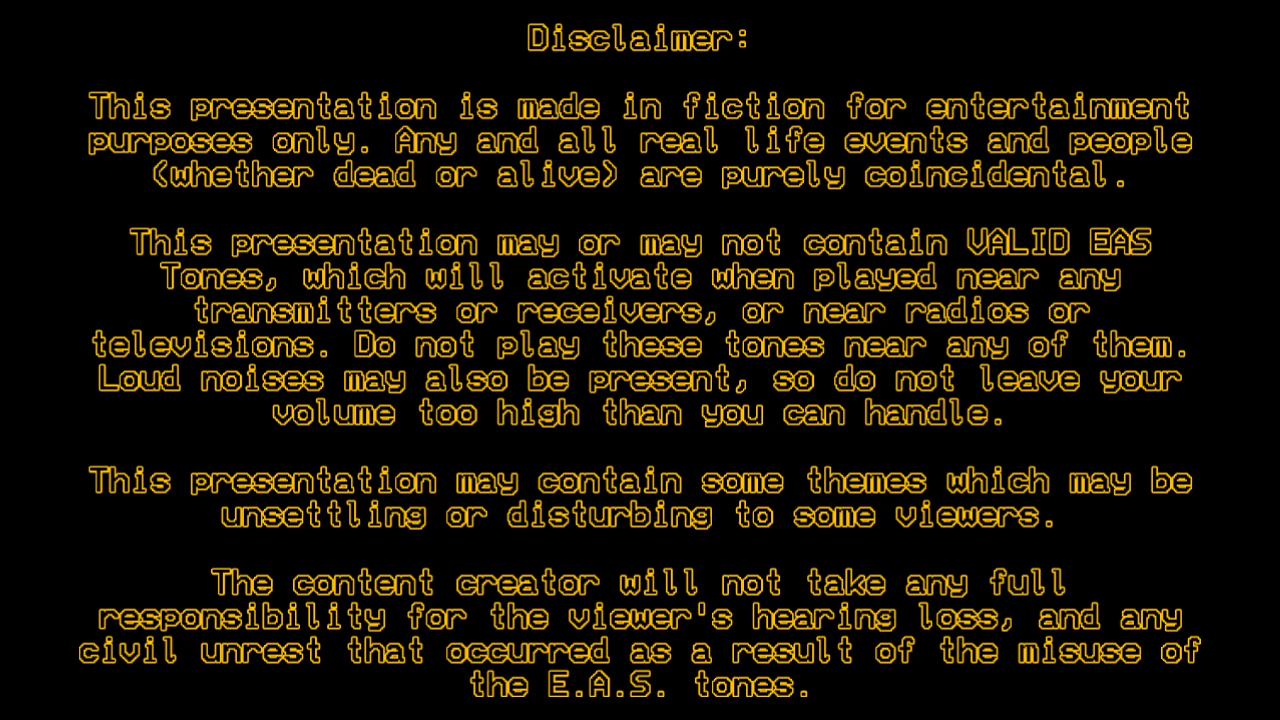 Disclaimer:
This presentation is made in fiction for entertainment
purposes only. Any and all real life events and people
(whether dead or alive) are purely coincidental.
This presentation may or may not contain VALID EAS
Tones, which will activate when played near any
transmitters or receivers, or near radios or
televisions. Do not play these tones near any of them.
Loud noises may also be present, so do not leave your
volume too high than you can handle.
This presentation may contain some themes which may be
unsettling or disturbing to some viewers.
The content creator will not take any full
responsibility for the viewer's hearing loss, and any
civil unrest that occurred as a result of the misuse of
the E.A.S. tones.